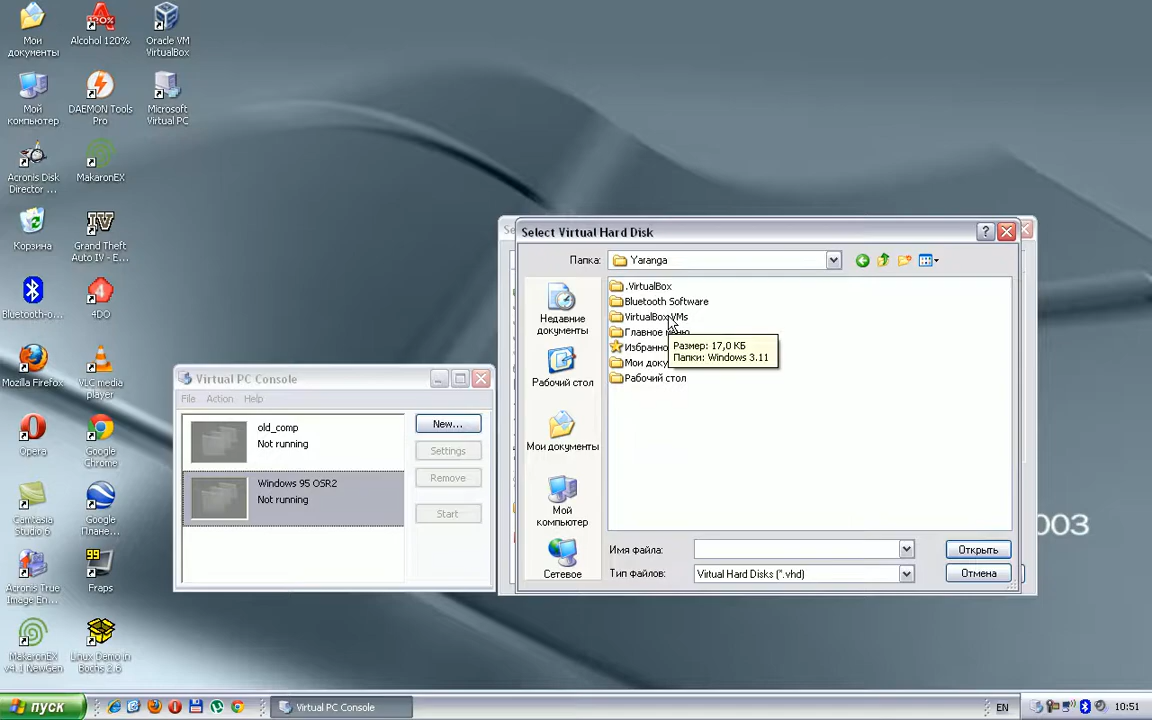 Мои
документы
Alcohol 120%
Oracle VM
VirtualBox
Мой
компьютер
DAEMON Tools
Pro
Microsoft
Virtual PC
Acronis Disk
Director ...
MakaronEX
Корзина
Grand Theft
Auto IV - E...
Bluetooth-о...
4DO
Mozilla Firefox
VLC media
player
Opera
Google
Chrome
Camtasia
Studio 6
Google
Плане...
Acronis True
Image En...
Fraps
MakaronEX
v4.1 NewGen
Linux Demo in
Bochs 2.6
Virtual PC Console
File Action Help
old_comp
Not running
Windows 95 OSR2
Not running
New...
Settings
Remove
Start
Select Virtual Hard Disk
Папка:
Yaranga
Недавние
документы
Рабочий стол
Мои документы
Мой
компьютер
Сетевое
.VirtualBox
Bluetooth Software
VirtualBox VMs
Главное меню
Избранно
Мои доку
Рабочий стол
Размер: 17,0 КБ
Папки: Windows 3.11
Имя файла:
Открыть
Тип файлов:
Virtual Hard Disks (*.vhd)
Отмена
003
пуск
Virtual PC Console
EN
10:51